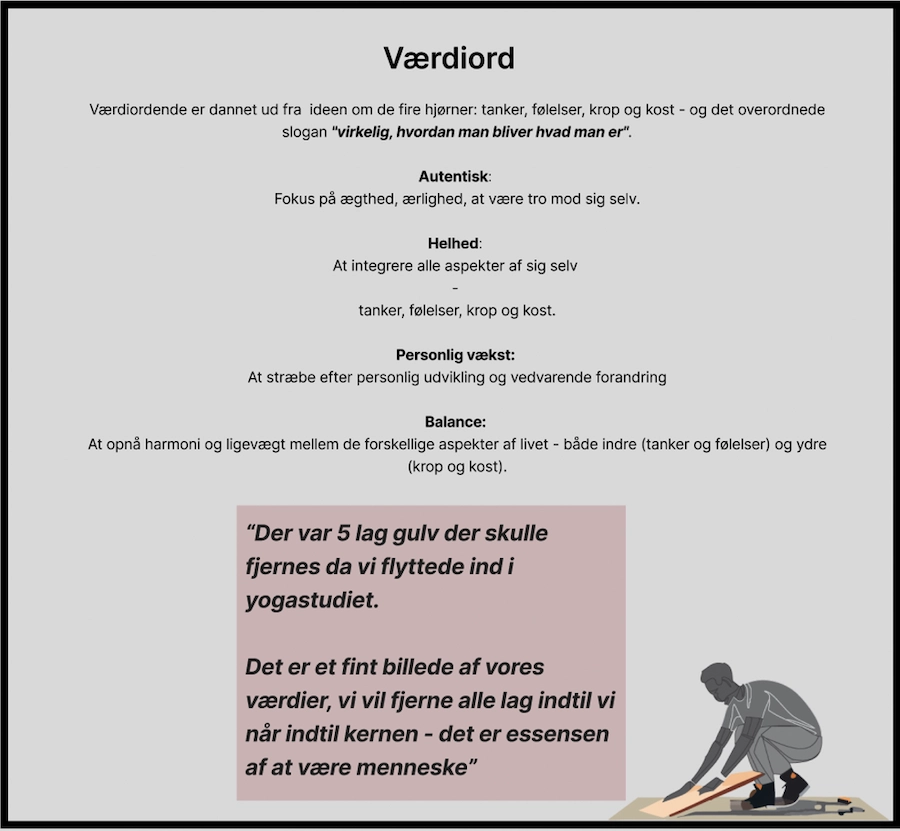 Værdiord
Værdiordende er dannet ud fra  ideen om de fire hjørner: tanker, følelser, krop og kost - og det overordnede
slogan "virkelig, hvordan man bliver hvad man er".
Autentisk:
Fokus på ægthed, ærlighed, at være tro mod sig selv.
Helhed:
At integrere alle aspekter af sig selv
-
tanker, følelser, krop og kost.
Personlig vækst:
At stræbe efter personlig udvikling og vedvarende forandring
Balance:
At opnå harmoni og ligevægt mellem de forskellige aspekter af livet - både indre (tanker og følelser) og ydre
(krop og kost).
“Der var 5 lag gulv der skulle
fjernes da vi flyttede ind i
yogastudiet.
Det er et fint billede af vores
værdier, vi vil fjerne alle lag indtil vi
når indtil kernen - det er essensen
af at være menneske”